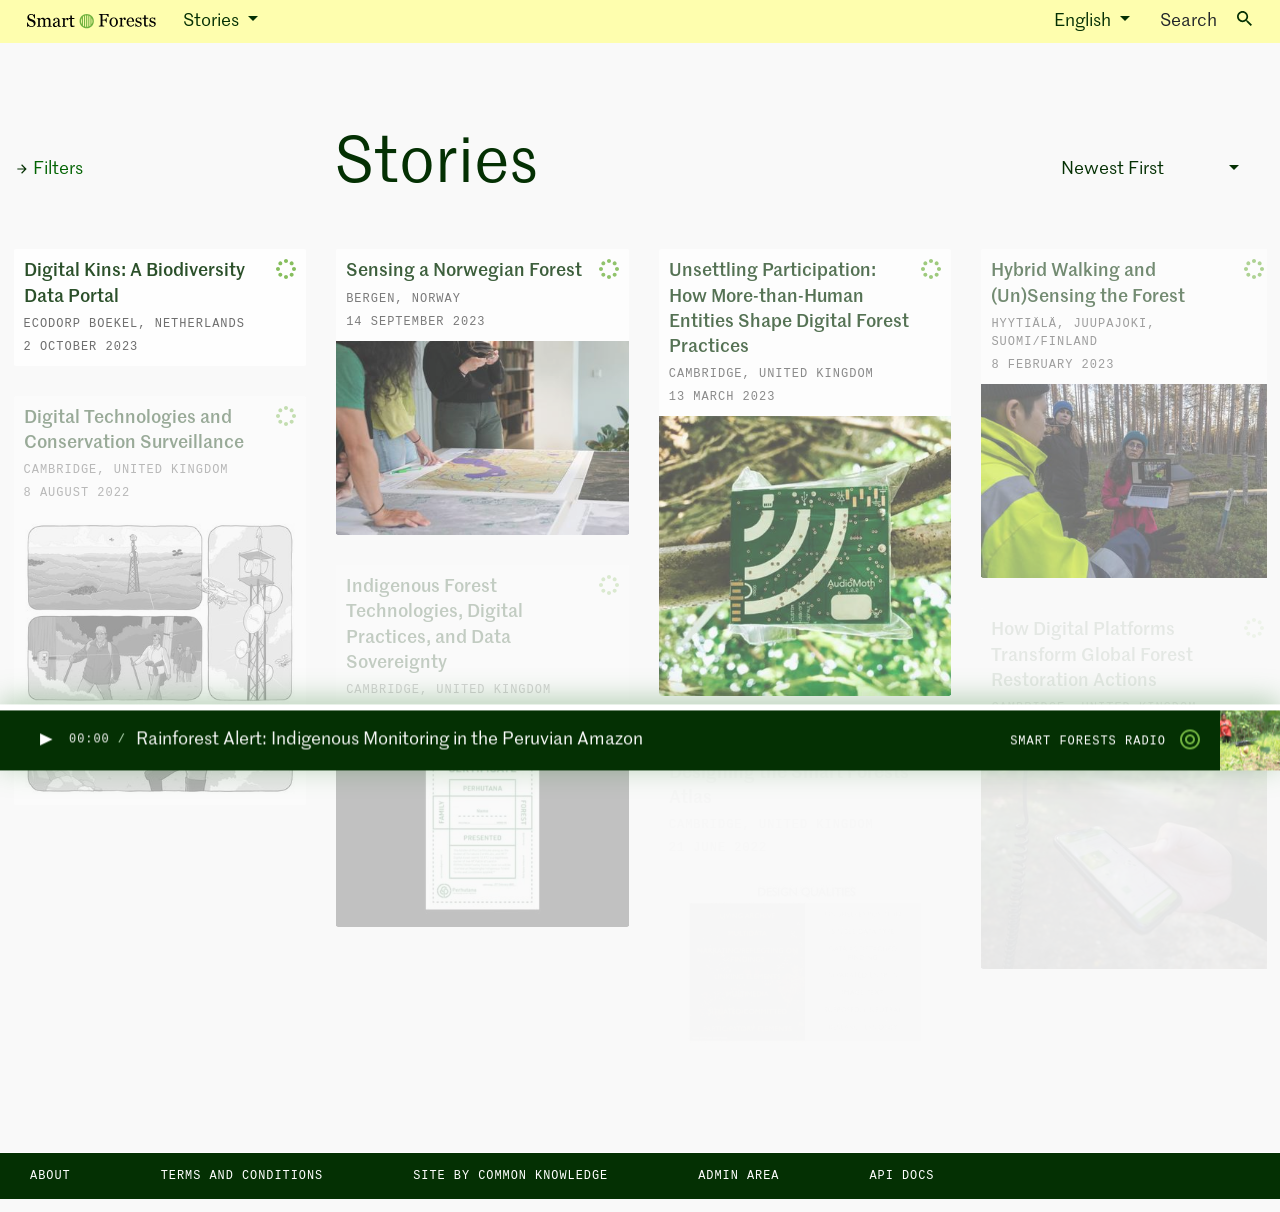 Smart Forests
Stories
English
Search
Filters
Stories
Newest First
Digital Kins: A Biodiversity
Data Portal
ECODORP BOEKEL, NETHERLANDS
2 OCTOBER 2023
Digital Technologies and
Conservation Surveillance
CAMBRIDGE, UNITED KINGDOM
8 AUGUST 2022
Sensing a Norwegian Forest
BERGEN, NORWAY
14 SEPTEMBER 2023
Indigenous Forest
Technologies, Digital
Practices, and Data
Sovereignty
CAMBRIDGE, UNITED KINGDOM
PERHUTANA
FAMILY
FOREST
PRESENTED
Unsettling Participation:
How More-than-Human
Entities Shape Digital Forest
Practices
CAMBRIDGE, UNITED KINGDOM
13 MARCH 2023
AudioMoth
Hybrid Walking and
(Un)Sensing the Forest
HYYTIÄLÄ, JUUPAJOKI,
SUOMI/FINLAND
8 FEBRUARY 2023
How Digital Platforms
Transform Global Forest
Restoration Actions
00:00 /
Rainforest Alert: Indigenous Monitoring in the Peruvian Amazon
SMART FORESTS RADIO
ABOUT
TERMS AND CONDITIONS
SITE BY COMMON KNOWLEDGE
ADMIN AREA
API DOCS